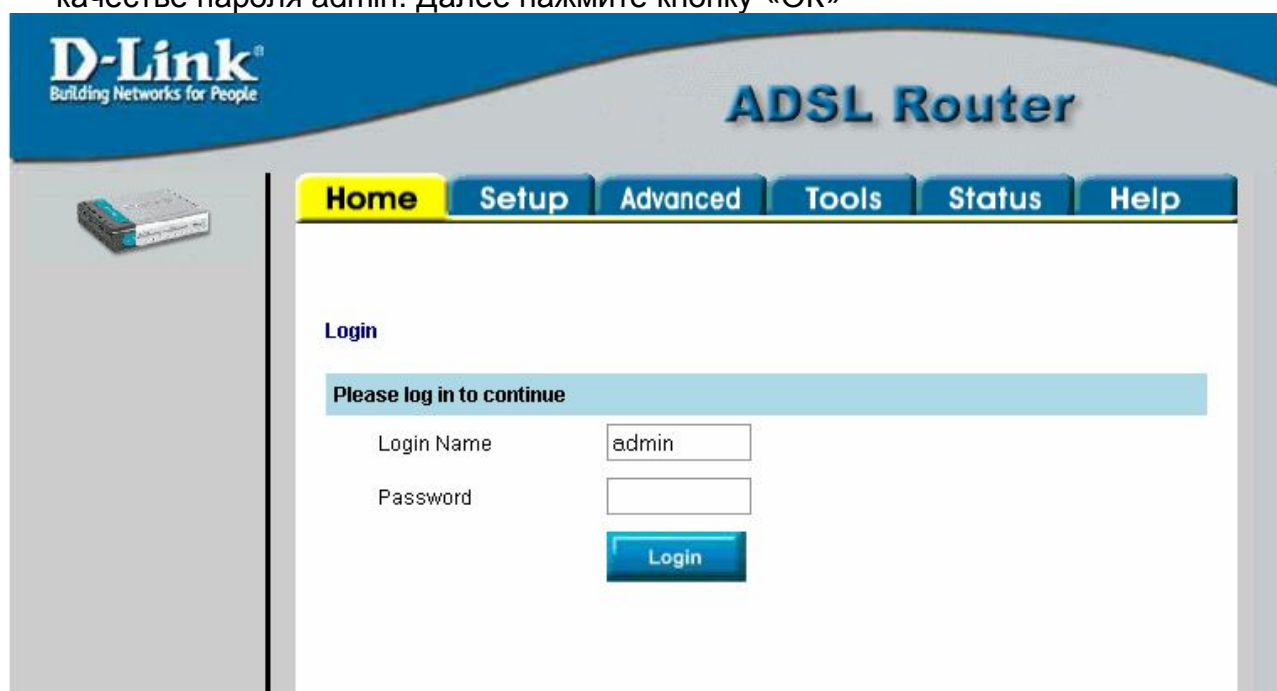 качестве пароля admin. Далее нажмите кнопку «ОК»
D-Link®
Building Networks for People
ADSL Router
Home Setup Advanced Tools Status Help
Login
Please log in to continue
Login Name admin
Password
Login